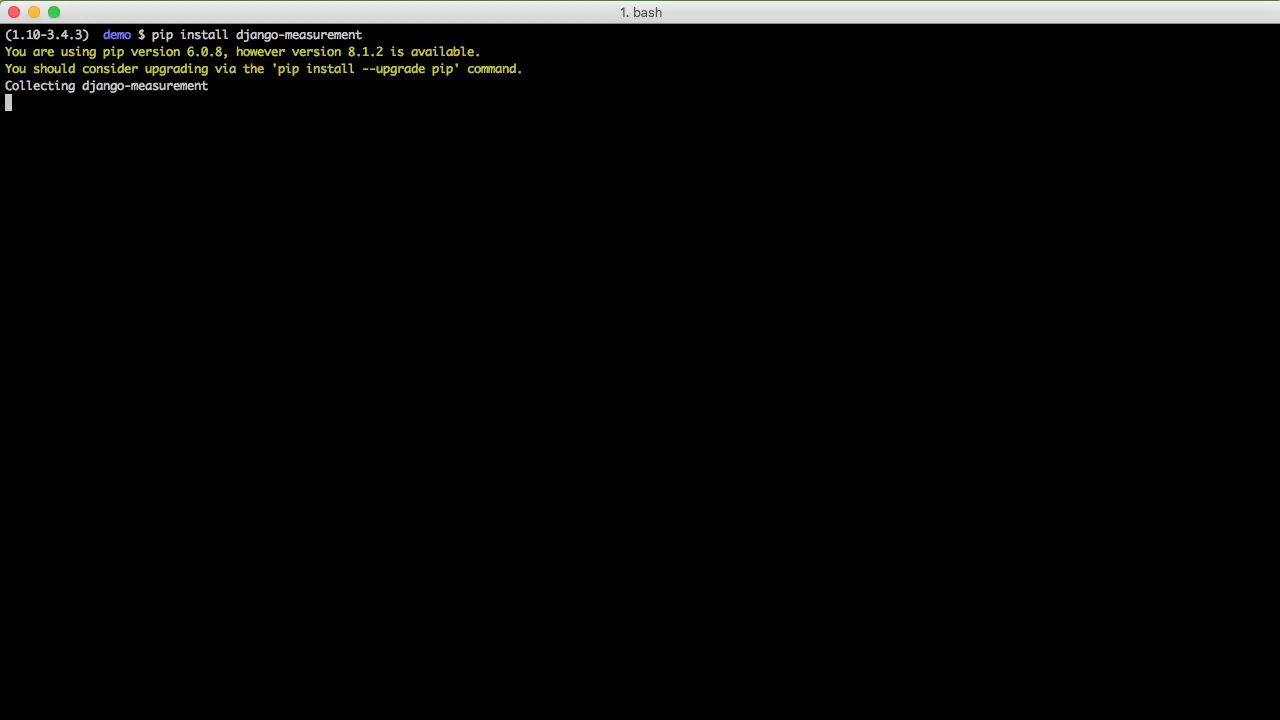 1. bash
(1.10-3.4.3)  demo $ pip install django-measurement
You are using pip version 6.0.8, however version 8.1.2 is available.
You should consider upgrading via the 'pip install --upgrade pip' command.
Collecting django-measurement